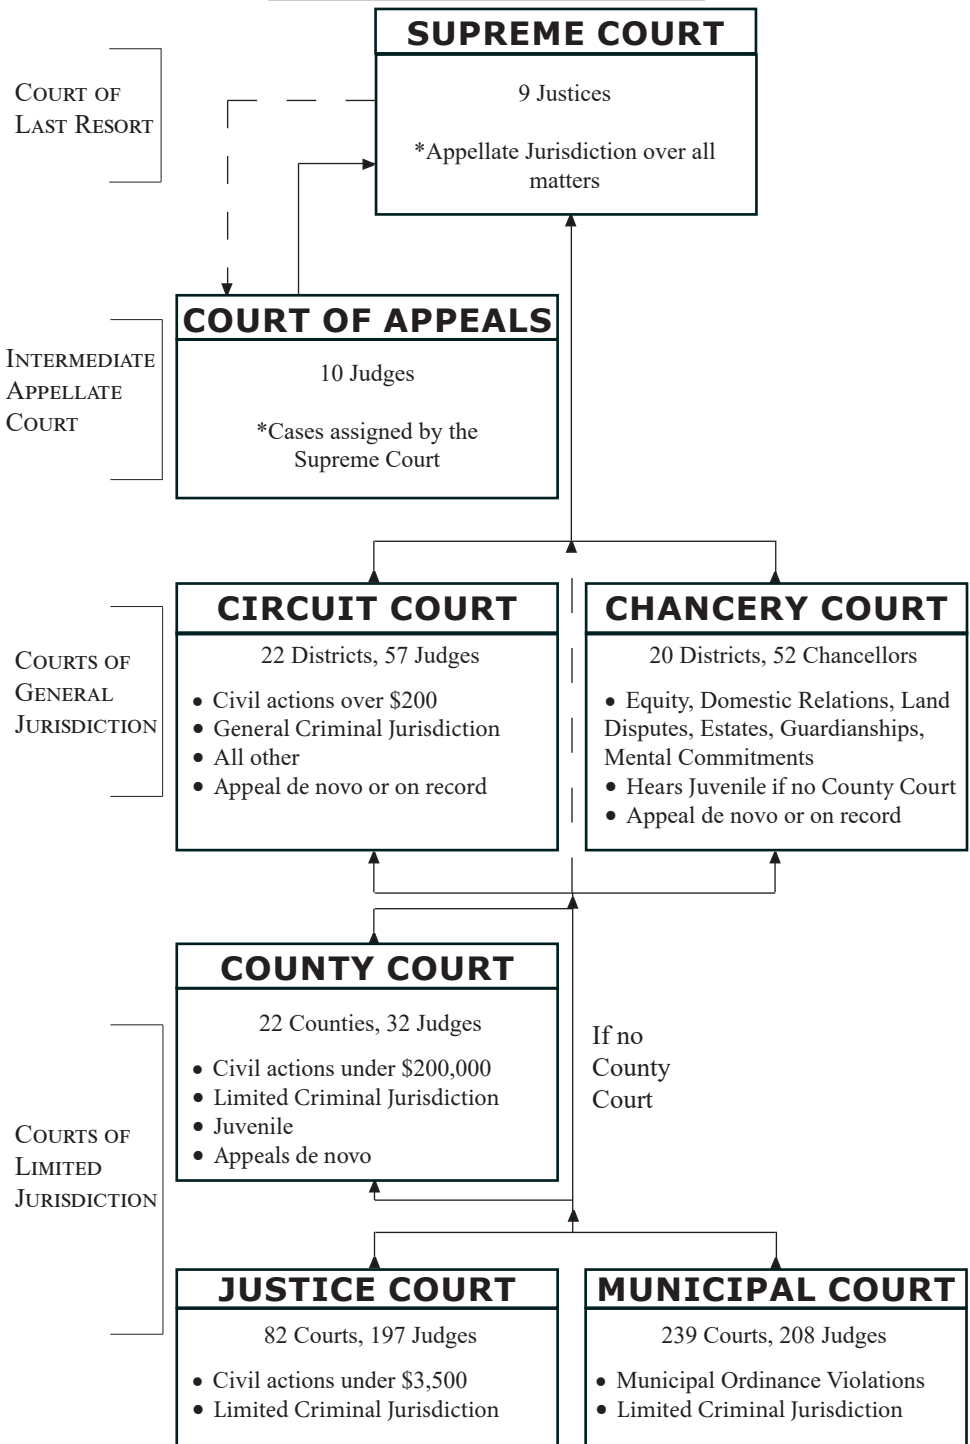 SUPREME COURT
COURT OF
LAST RESORT
9 Justices
*Appellate Jurisdiction over all
matters
COURT OF APPEALS
INTERMEDIATE
APPELLATE
COURT
10 Judges
*Cases assigned by the
Supreme Court
CIRCUIT COURT
COURTS OF
GENERAL
JURISDICTION
22 Districts, 57 Judges
• Civil actions over $200
• General Criminal Jurisdiction
• All other
• Appeal de novo or on record
CHANCERY COURT
20 Districts, 52 Chancellors
• Equity, Domestic Relations, Land
Disputes, Estates, Guardianships,
Mental Commitments
• Hears Juvenile if no County Court
• Appeal de novo or on record
COUNTY COURT
22 Counties, 32 Judges
• Civil actions under $200,000
• Limited Criminal Jurisdiction
• Juvenile
• Appeals de novo
If no
County
Court
COURTS OF
LIMITED
JURISDICTION
JUSTICE COURT
82 Courts, 197 Judges
• Civil actions under $3,500
• Limited Criminal Jurisdiction
MUNICIPAL COURT
239 Courts, 208 Judges
• Municipal Ordinance Violations
• Limited Criminal Jurisdiction